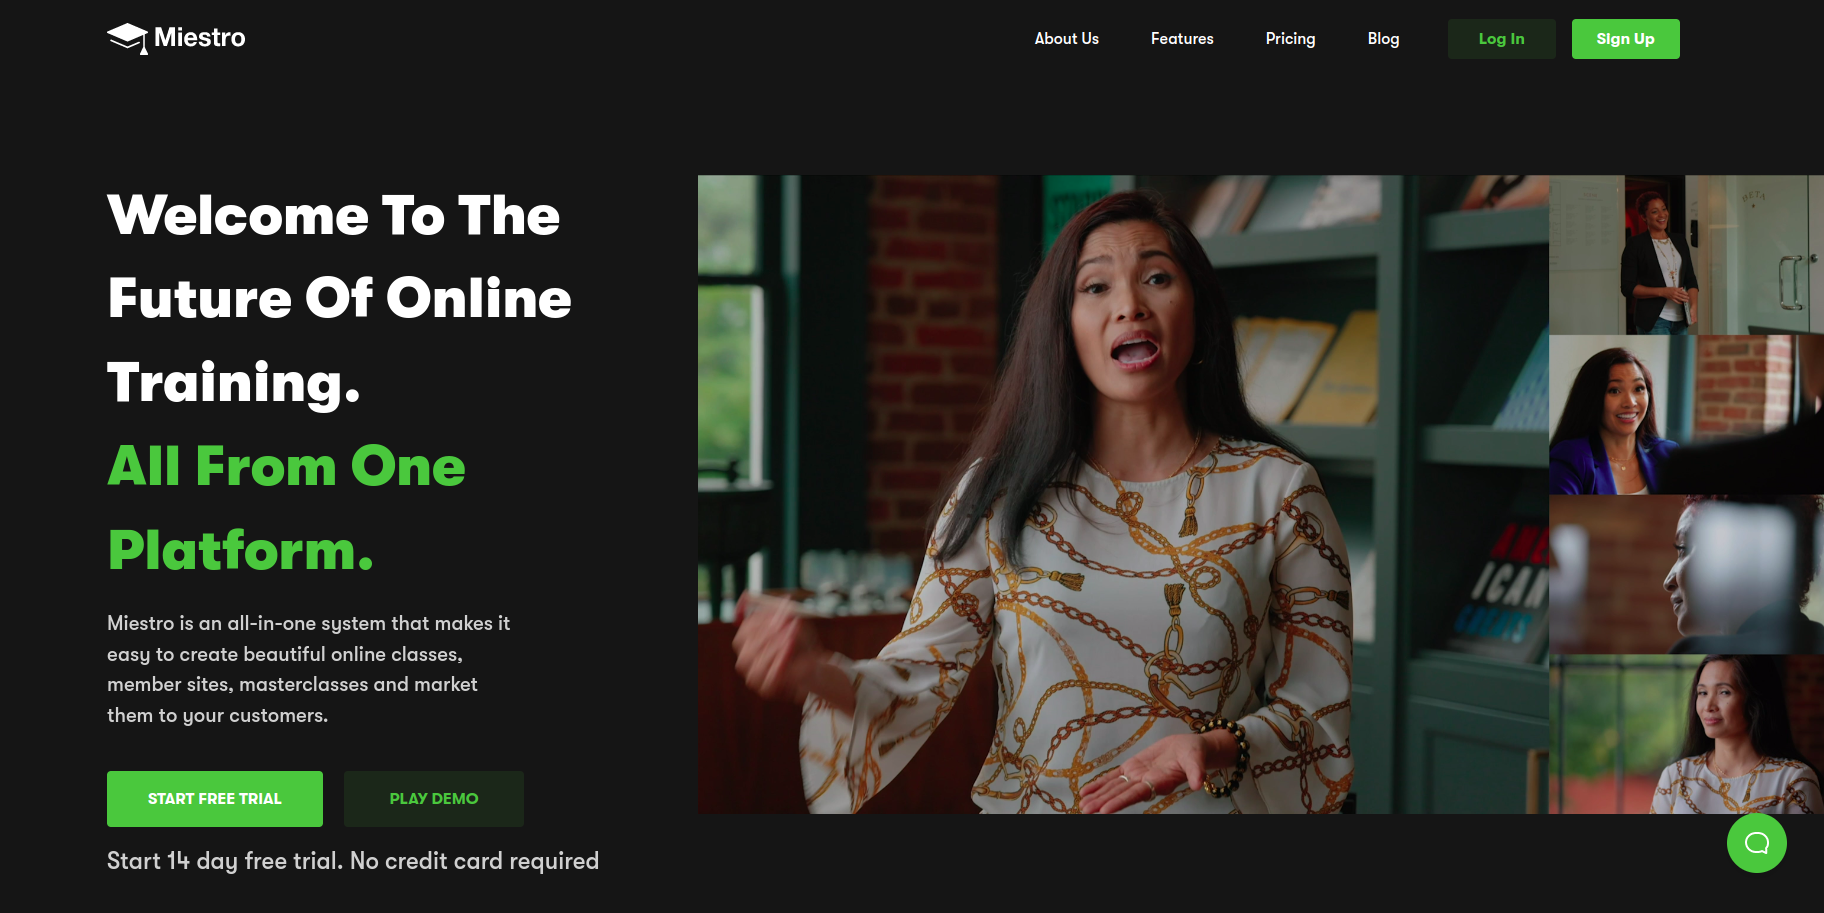 Miestro
About Us
Features
Pricing
Blog
Log In
Sign Up
Welcome To The
Future Of Online
Training.
All From One
Platform.
Miestro is an all-in-one system that makes it
easy to create beautiful online classes,
member sites, masterclasses and market
them to your customers.
START FREE TRIAL
PLAY DEMO
Start 14 day free trial. No credit card required
BETA
ICAN